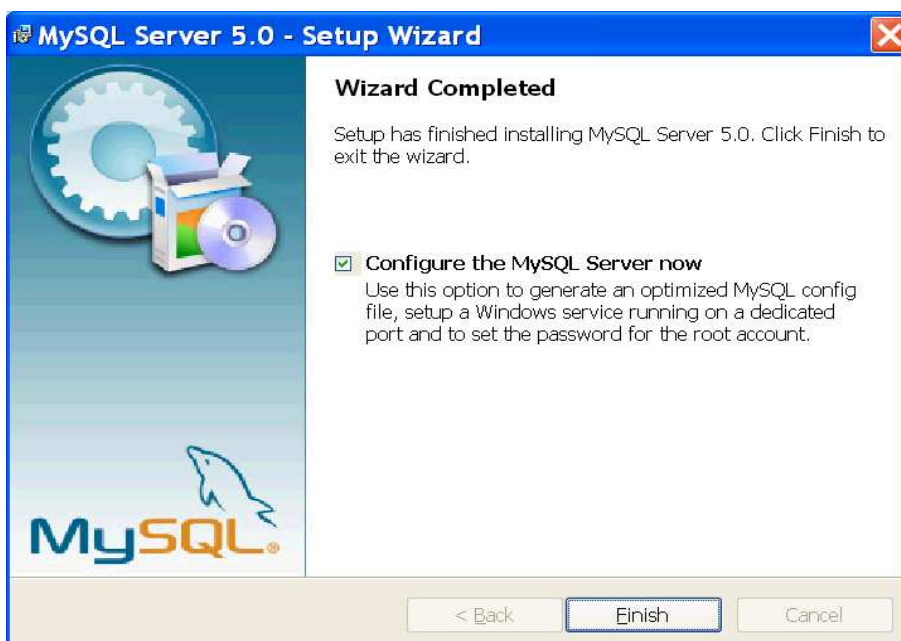 MySQL Server 5.0 - Setup Wizard
Wizard Completed
Setup has finished installing MySQL Server 5.0. Click Finish to
exit the wizard.
Configure the MySQL Server now
Use this option to generate an optimized MySQL config
file, setup a Windows service running on a dedicated
port and to set the password for the root account.
MySQL®
< Back Finish Cancel